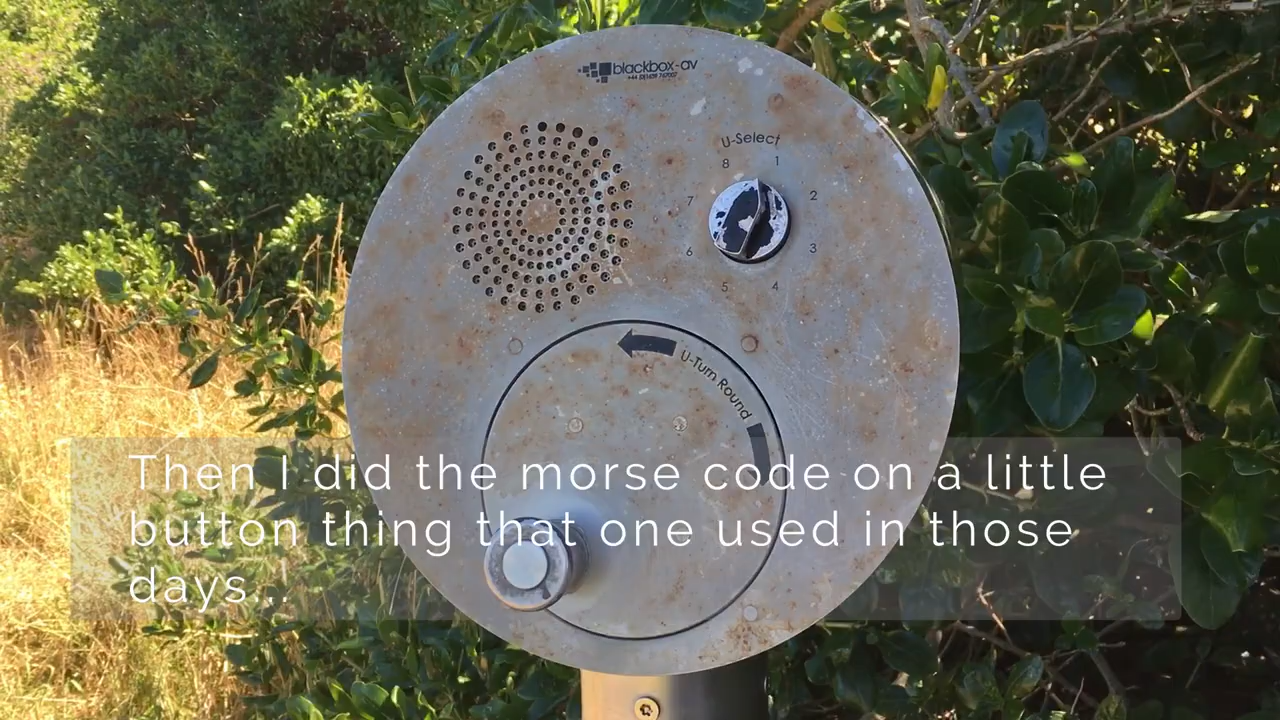 blackbox-av
U-Select
8 1
7 2
6 3
5 4
U-Turn Round
Then I did the morse code on a little
button thing that one used in those
days...